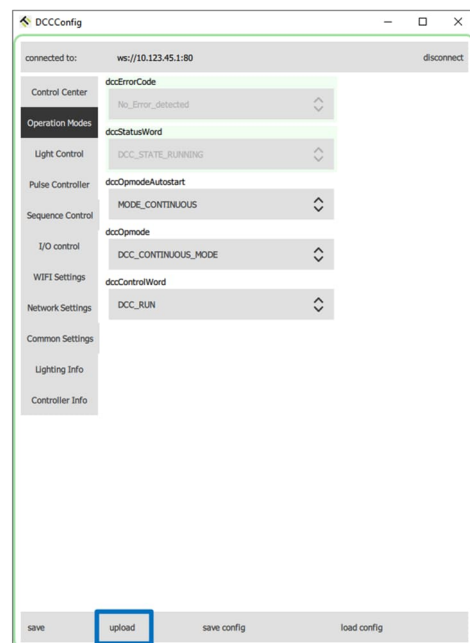 DCCConfig
connected to: ws://10.123.45.1:80 disconnect
Control Center
Operation Modes
Light Control
Pulse Controller
Sequence Control
I/O control
WIFI Settings
Network Settings
Common Settings
Lighting Info
Controller Info
dccErrorCode
No_Error_detected
dccStatusWord
DCC_STATE_RUNNING
dccOpmodeAutostart
MODE_CONTINUOUS
dccOpmode
DCC_CONTINUOUS_MODE
dccControlWord
DCC_RUN
save upload save config load config